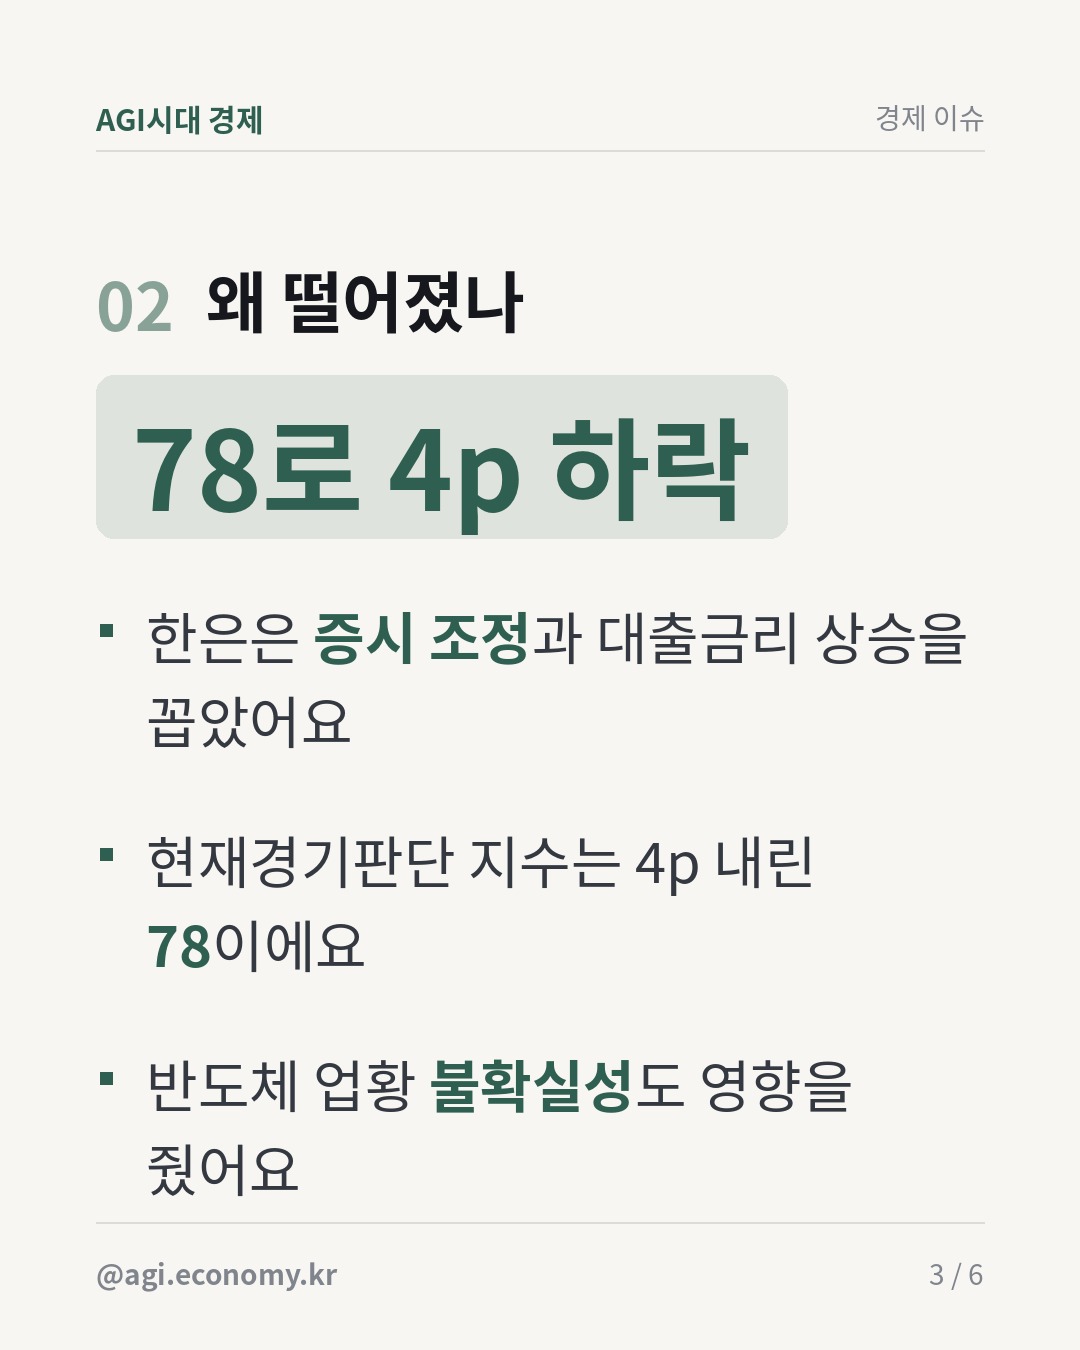 AGI시대 경제
경제 이슈
02 왜 떨어졌나
78로 4p 하락
▪ 한은은 증시 조정과 대출금리 상승을
꼽았어요
▪ 현재경기판단 지수는 4p 내린
78이에요
▪ 반도체 업황 불확실성도 영향을
줬어요
@agi.economy.kr
3 / 6